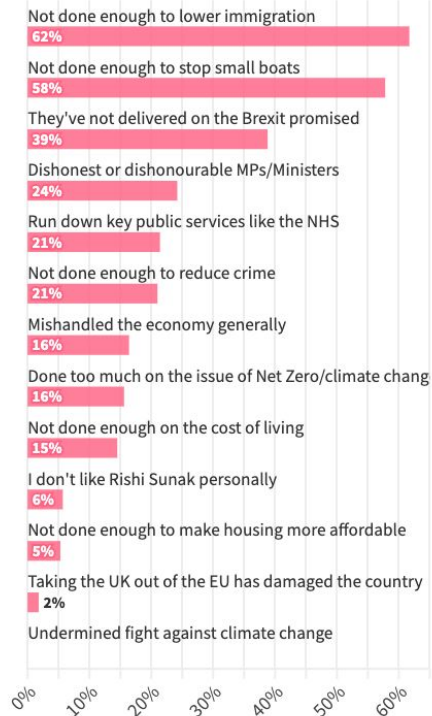 Not done enough to lower immigration
62%
Not done enough to stop small boats
58%
They've not delivered on the Brexit promised
39%
Dishonest or dishonourable MPs/Ministers
24%
Run down key public services like the NHS
21%
Not done enough to reduce crime
21%
Mishandled the economy generally
16%
Done too much on the issue of Net Zero/climate chang
16%
Not done enough on the cost of living
15%
I don't like Rishi Sunak personally
6%
Not done enough to make housing more affordable
5%
Taking the UK out of the EU has damaged the country
2%
Undermined fight against climate change
0% 10% 20% 30% 40% 50% 60%